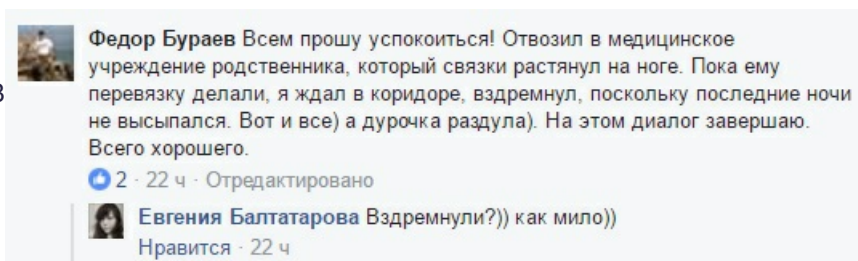 Федор Бураев Всем прошу успокоиться! Отвозил в медицинское
учреждение родственника, который связки растянул на ноге. Пока ему
перевязку делали, я ждал в коридоре, вздремнул, поскольку последние ночи
не высыпался. Вот и все) а дурочка раздула). На этом диалог завершаю.
Всего хорошего.
2 · 22 ч · Отредактировано
Евгения Балтатарова Вздремнули?)) как мило))
Нравится · 22 ч